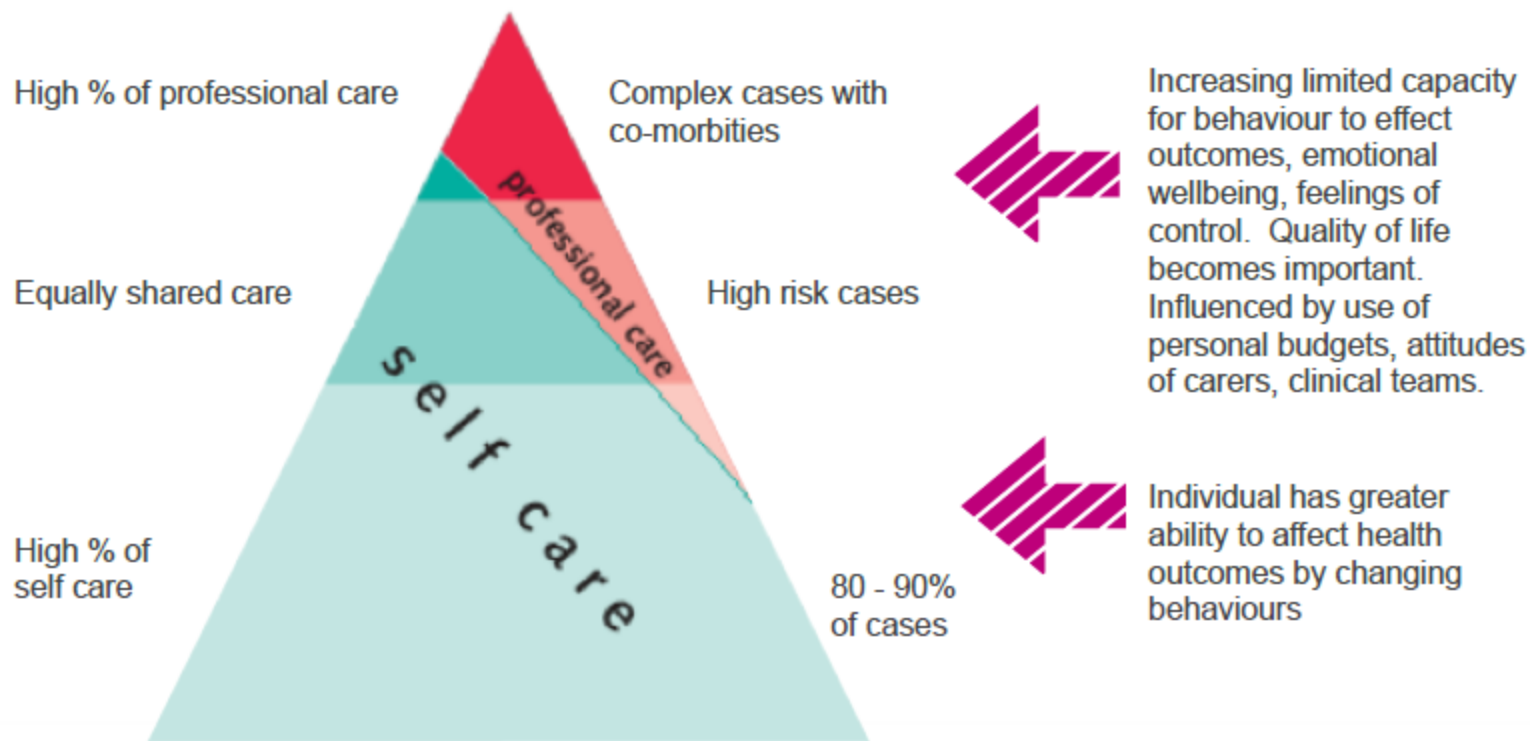 High % of professional care
Complex cases with
co-morbities
Increasing limited capacity
for behaviour to effect
outcomes, emotional
wellbeing, feelings of
control.  Quality of life
becomes important.
Influenced by use of
personal budgets, attitudes
of carers, clinical teams.
professional care
Equally shared care
High risk cases
self care
High % of
self care
80 - 90%
of cases
Individual has greater
ability to affect health
outcomes by changing
behaviours